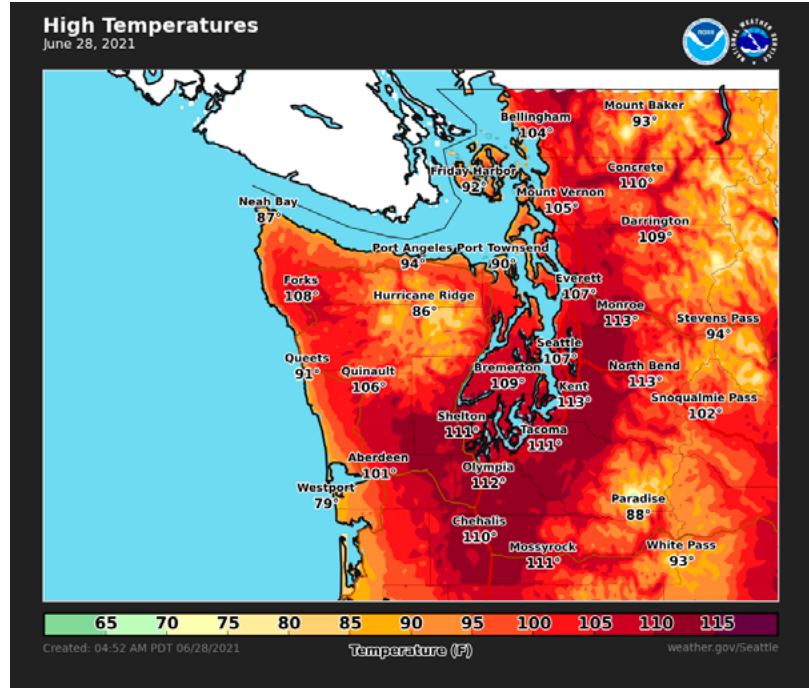 High Temperatures
June 28, 2021
Mount Baker
93°
Bellingham
104°
Concrete
110°
Friday Harbor
92°
Mount Vernon
105°
Neah Bay
87°
Darrington
109°
Port Angeles
94°
Port Townsend
90°
Everett
107°
Forks
108°
Hurricane Ridge
86°
Monroe
113°
Stevens Pass
94°
Seattle
107°
Queets
91°
Quinault
106°
Bremerton
109°
North Bend
113°
Kent
113°
Snoqualmie Pass
102°
Shelton
111°
Tacoma
111°
Aberdeen
101°
Olympia
112°
Westport
79°
Paradise
88°
Chehalis
110°
Mossyrock
111°
White Pass
93°
65 70 75 80 85 90 95 100 105 110 115
Created: 04:52 AM PDT 06/28/2021
Temperature (F)
weather.gov/Seattle